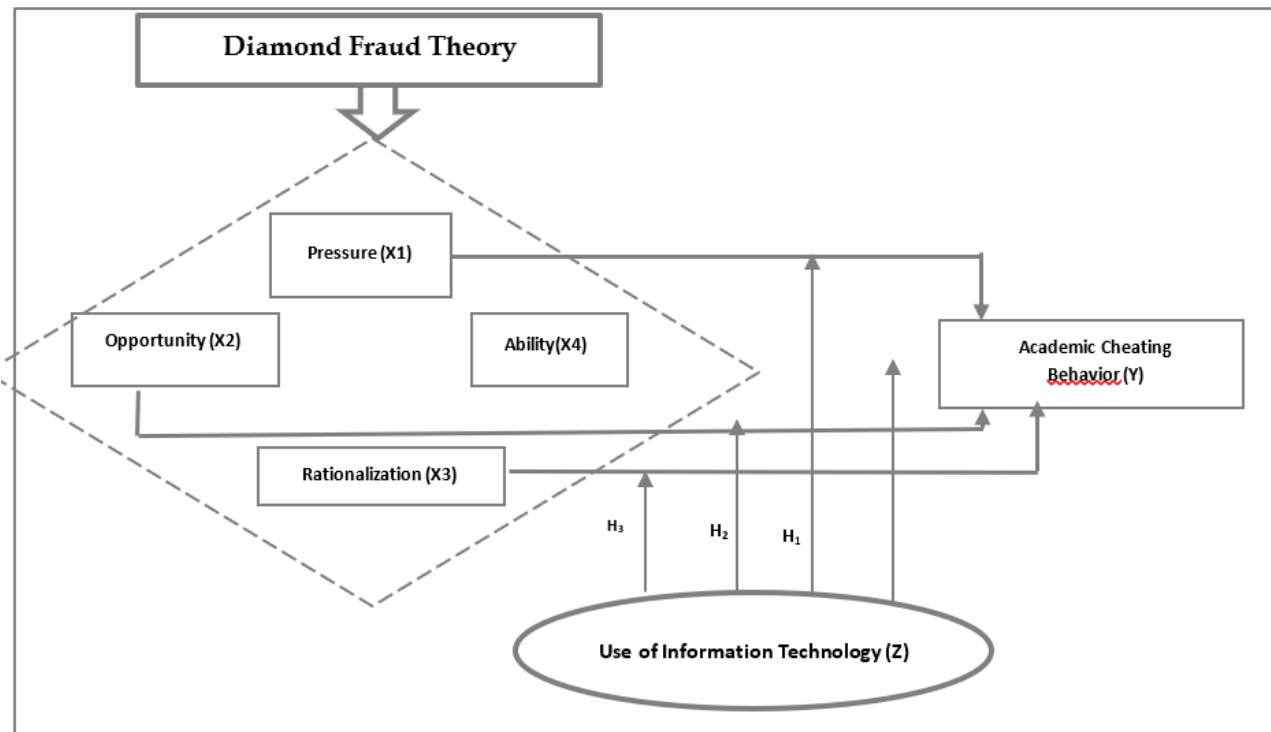 Diamond Fraud Theory
Pressure (X1)
Opportunity (X2)
Ability(X4)
Academic Cheating
Behavior (Y)
Rationalization (X3)
H₃
H₂
H₁
Use of Information Technology (Z)